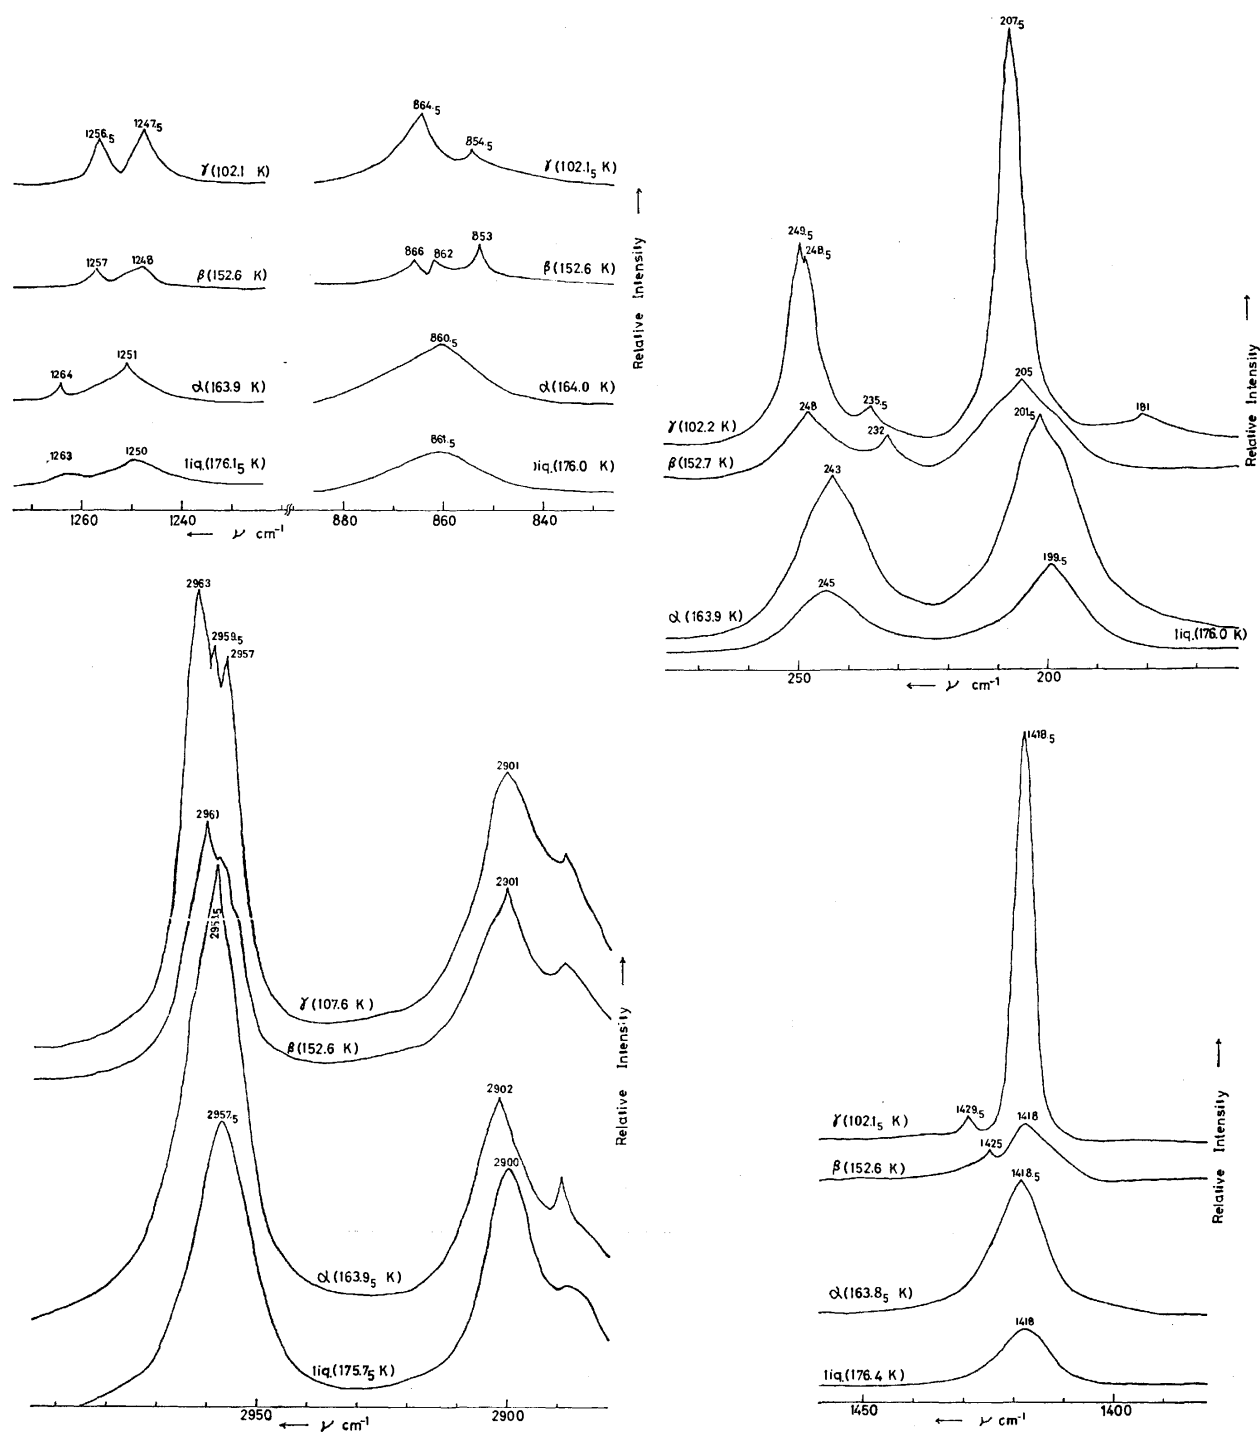 1256.5
1247.5
γ(102.1 K)
1257
1248
β(152.6 K)
1264
1251
α(163.9 K)
1263
1250
liq.(176.1₅ K)
1260
1240
← ν cm⁻¹
864.5
854.5
γ(102.1₅ K)
866
862
853
β(152.6 K)
860.5
α(164.0 K)
861.5
liq.(176.0 K)
880
860
840
Relative Intensity →
207.5
249.5
248.5
235.5
181
γ(102.2 K)
248
232
205
β(152.7 K)
243
201.5
α(163.9 K)
245
199.5
liq.(176.0 K)
250
200
← ν cm⁻¹
Relative Intensity →
2963
2959.5
2957
2901
γ(107.6 K)
2961
2901
β(152.6 K)
2902
α(163.9₅ K)
2957.5
2900
liq.(175.7₅ K)
2950
2900
← ν cm⁻¹
Relative Intensity →
1418.5
1429.5
γ(102.1₅ K)
1425
1418
β(152.6 K)
1418.5
α(163.8₅ K)
1418
liq.(176.4 K)
1450
1400
← ν cm⁻¹
Relative Intensity →